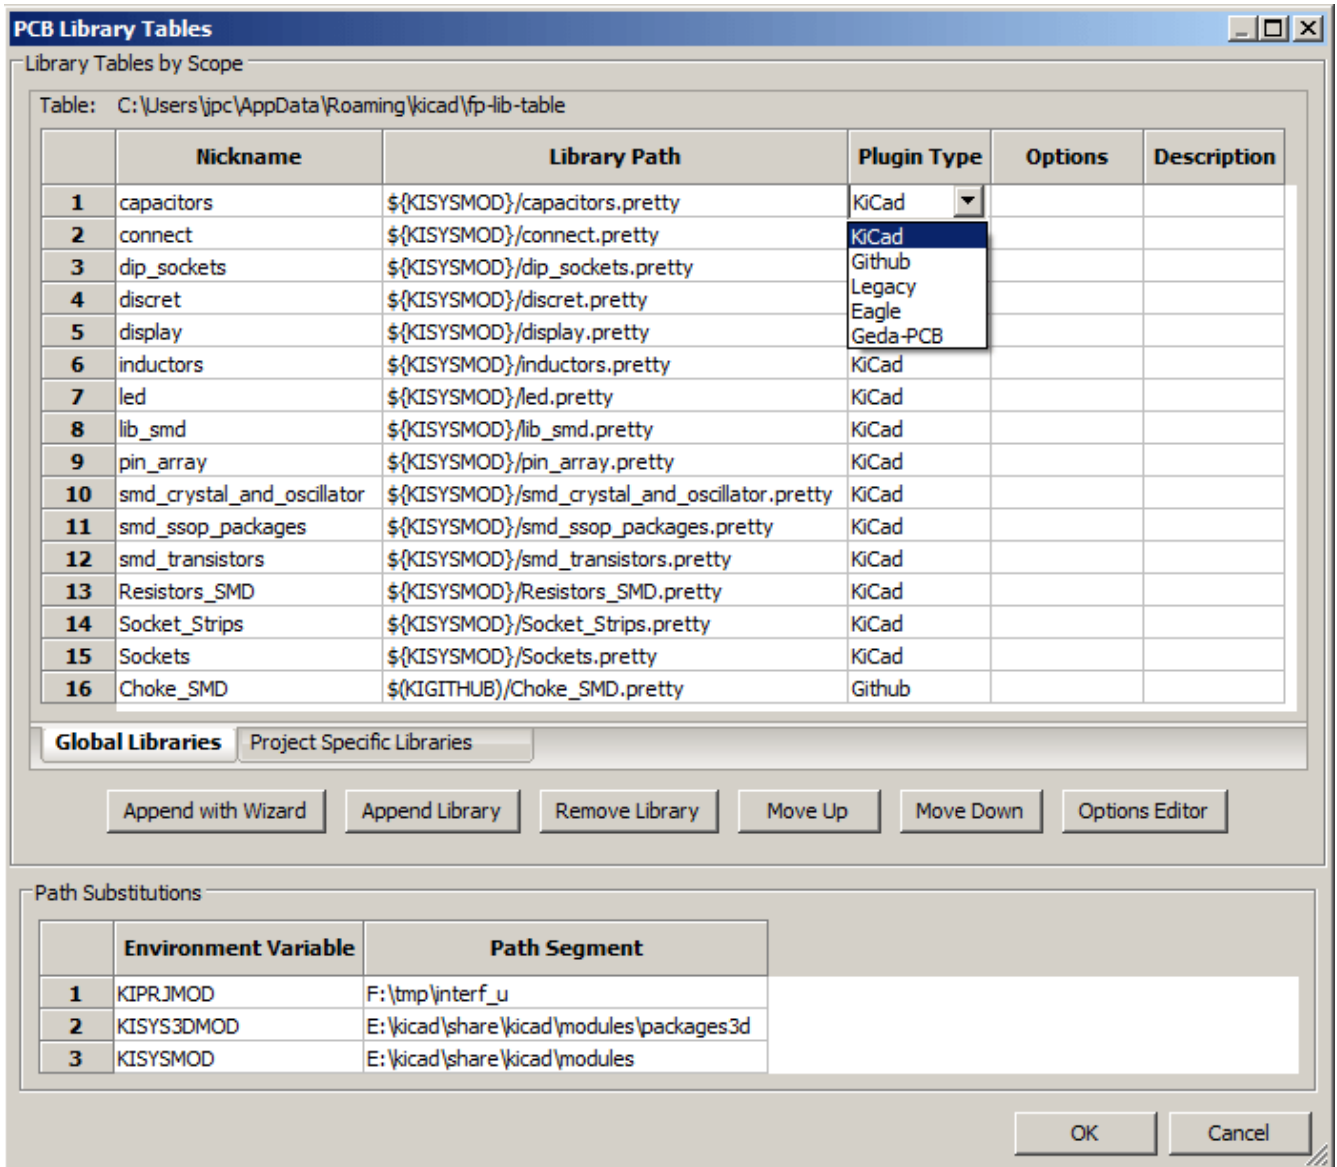 PCB Library Tables
Library Tables by Scope
Table: C:\Users\jpc\AppData\Roaming\kicad\fp-lib-table
Nickname Library Path Plugin Type Options Description
1 capacitors ${KISYSMOD}/capacitors.pretty KiCad
2 connect ${KISYSMOD}/connect.pretty KiCad
3 dip_sockets ${KISYSMOD}/dip_sockets.pretty Github
4 discret ${KISYSMOD}/discret.pretty Legacy
5 display ${KISYSMOD}/display.pretty Eagle
Geda-PCB
6 inductors ${KISYSMOD}/inductors.pretty KiCad
7 led ${KISYSMOD}/led.pretty KiCad
8 lib_smd ${KISYSMOD}/lib_smd.pretty KiCad
9 pin_array ${KISYSMOD}/pin_array.pretty KiCad
10 smd_crystal_and_oscillator ${KISYSMOD}/smd_crystal_and_oscillator.pretty KiCad
11 smd_ssop_packages ${KISYSMOD}/smd_ssop_packages.pretty KiCad
12 smd_transistors ${KISYSMOD}/smd_transistors.pretty KiCad
13 Resistors_SMD ${KISYSMOD}/Resistors_SMD.pretty KiCad
14 Socket_Strips ${KISYSMOD}/Socket_Strips.pretty KiCad
15 Sockets ${KISYSMOD}/Sockets.pretty KiCad
16 Choke_SMD $(KIGITHUB)/Choke_SMD.pretty Github
Global Libraries Project Specific Libraries
Append with Wizard Append Library Remove Library Move Up Move Down Options Editor
Path Substitutions
Environment Variable Path Segment
1 KIPRJMOD F:\tmp\interf_u
2 KISYS3DMOD E:\kicad\share\kicad\modules\packages3d
3 KISYSMOD E:\kicad\share\kicad\modules
OK Cancel